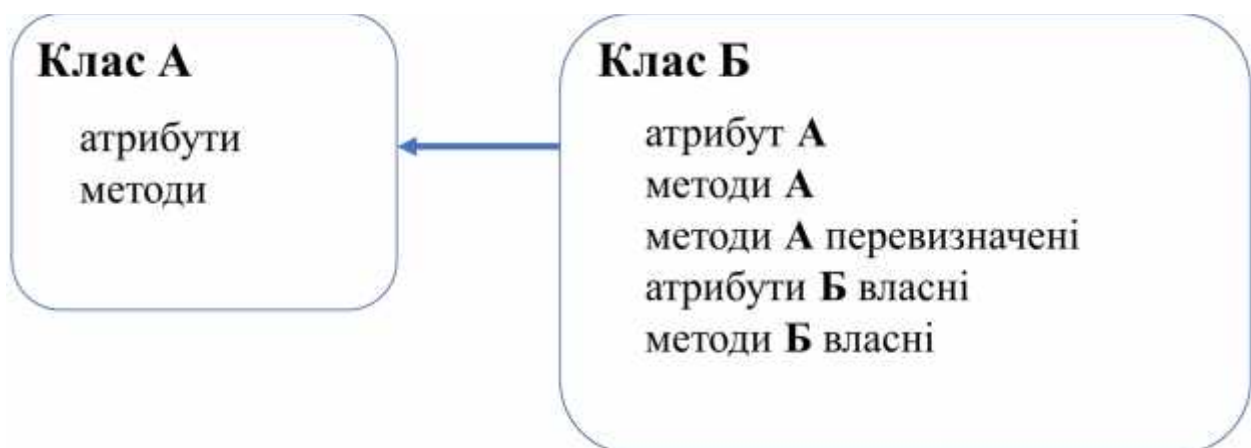 Клас А
атрибути
методи
Клас Б
атрибут А
методи А
методи А перевизначені
атрибути Б власні
методи Б власні